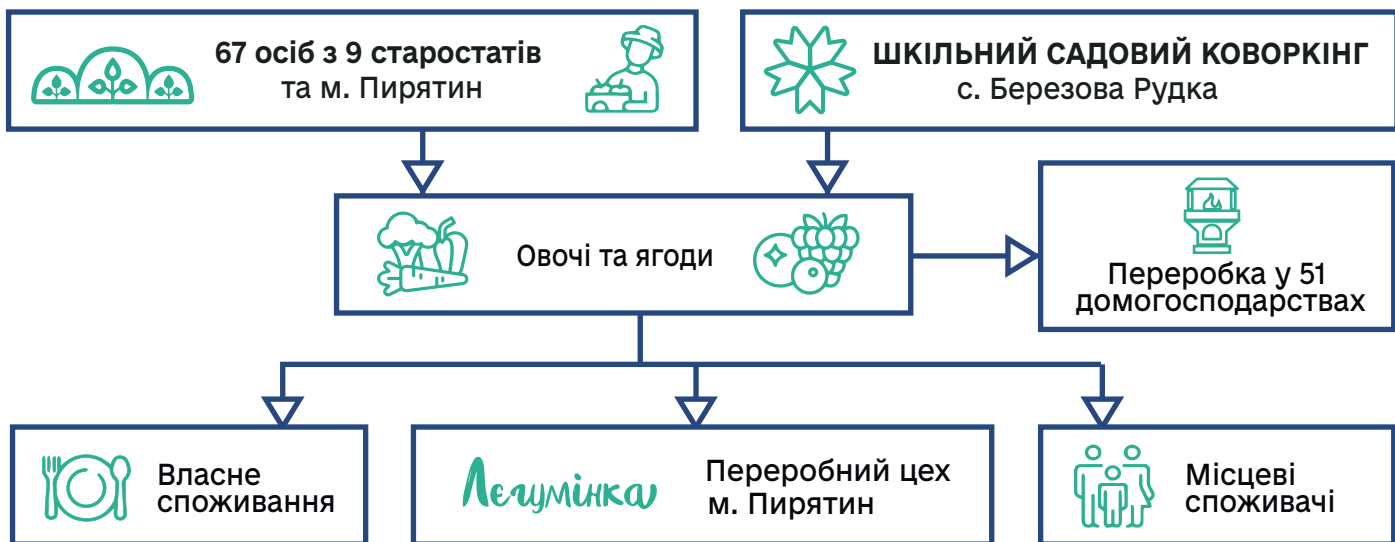 67 осіб з 9 старостатів
та м. Пирятин
ШКІЛЬНИЙ САДОВИЙ КОВОРКІНГ
с. Березова Рудка
Овочі та ягоди
Переробка у 51
домогосподарствах
Власне
споживання
Лєгумінка
Переробний цех
м. Пирятин
Місцеві
споживачі